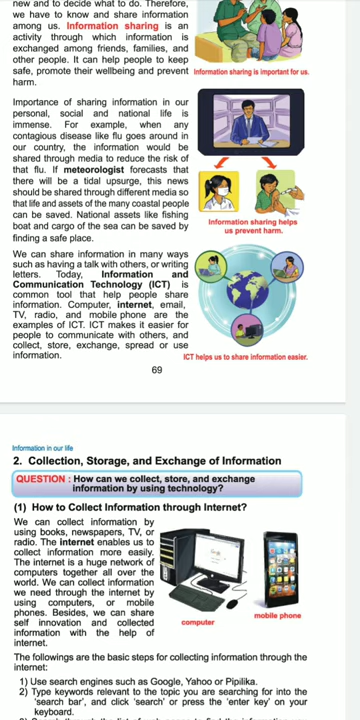 new and to decide what to do. Therefore,
we have to know and share information
among us. Information sharing is an
activity through which information is
exchanged among friends, families, and
other people. It can help people to keep
safe, promote their wellbeing and prevent
harm.
Information sharing is important for us.
Importance of sharing information in our
personal, social and national life is
immense. For example, when any
contagious disease like flu goes around in
our country, the information would be
shared through media to reduce the risk of
that flu. If meteorologist forecasts that
there will be a tidal upsurge, this news
should be shared through different media so
that life and assets of the many coastal people
can be saved. National assets like fishing
boat and cargo of the sea can be saved by
finding a safe place.
Information sharing helps
us prevent harm.
We can share information in many ways
such as having a talk with others, or writing
letters. Today, Information and
Communication Technology (ICT) is
common tool that help people share
information. Computer, internet, email,
TV, radio, and mobile phone are the
examples of ICT. ICT makes it easier for
people to communicate with others, and
collect, store, exchange, spread or use
information.
ICT helps us to share information easier.
69
Information in our life
2. Collection, Storage, and Exchange of Information
QUESTION : How can we collect, store, and exchange
information by using technology?
(1) How to Collect Information through Internet?
We can collect information by
using books, newspapers, TV, or
radio. The internet enables us to
collect information more easily.
The internet is a huge network of
computers together all over the
world. We can collect information
we need through the internet by
using computers, or mobile
phones. Besides, we can share
self innovation and collected
information with the help of
internet.
computer
mobile phone
The followings are the basic steps for collecting information through the
internet:
1) Use search engines such as Google, Yahoo or Pipilika.
2) Type keywords relevant to the topic you are searching for into the
'search bar', and click 'search' or press the 'enter key' on your
keyboard.